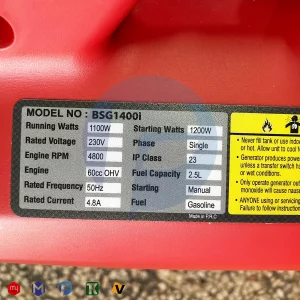 MODEL NO : BSG1400i
Running Watts 1100W Starting Watts 1200W
Rated Voltage 230V Phase Single
Engine RPM 4800 IP Class 23
Engine 60cc OHV Fuel Capacity 2.5L
Rated Frequency 50Hz Starting Manual
Rated Current 4.8A Fuel Gasoline
Made in P.R.C
• Never fill tank or use indoors
or hot. Allow unit to cool
• Generator produces power
unless a transfer switch
or wet conditions.
• Only operate generator
monoxide will cause
• ANYONE using or
Failure to follow instruction